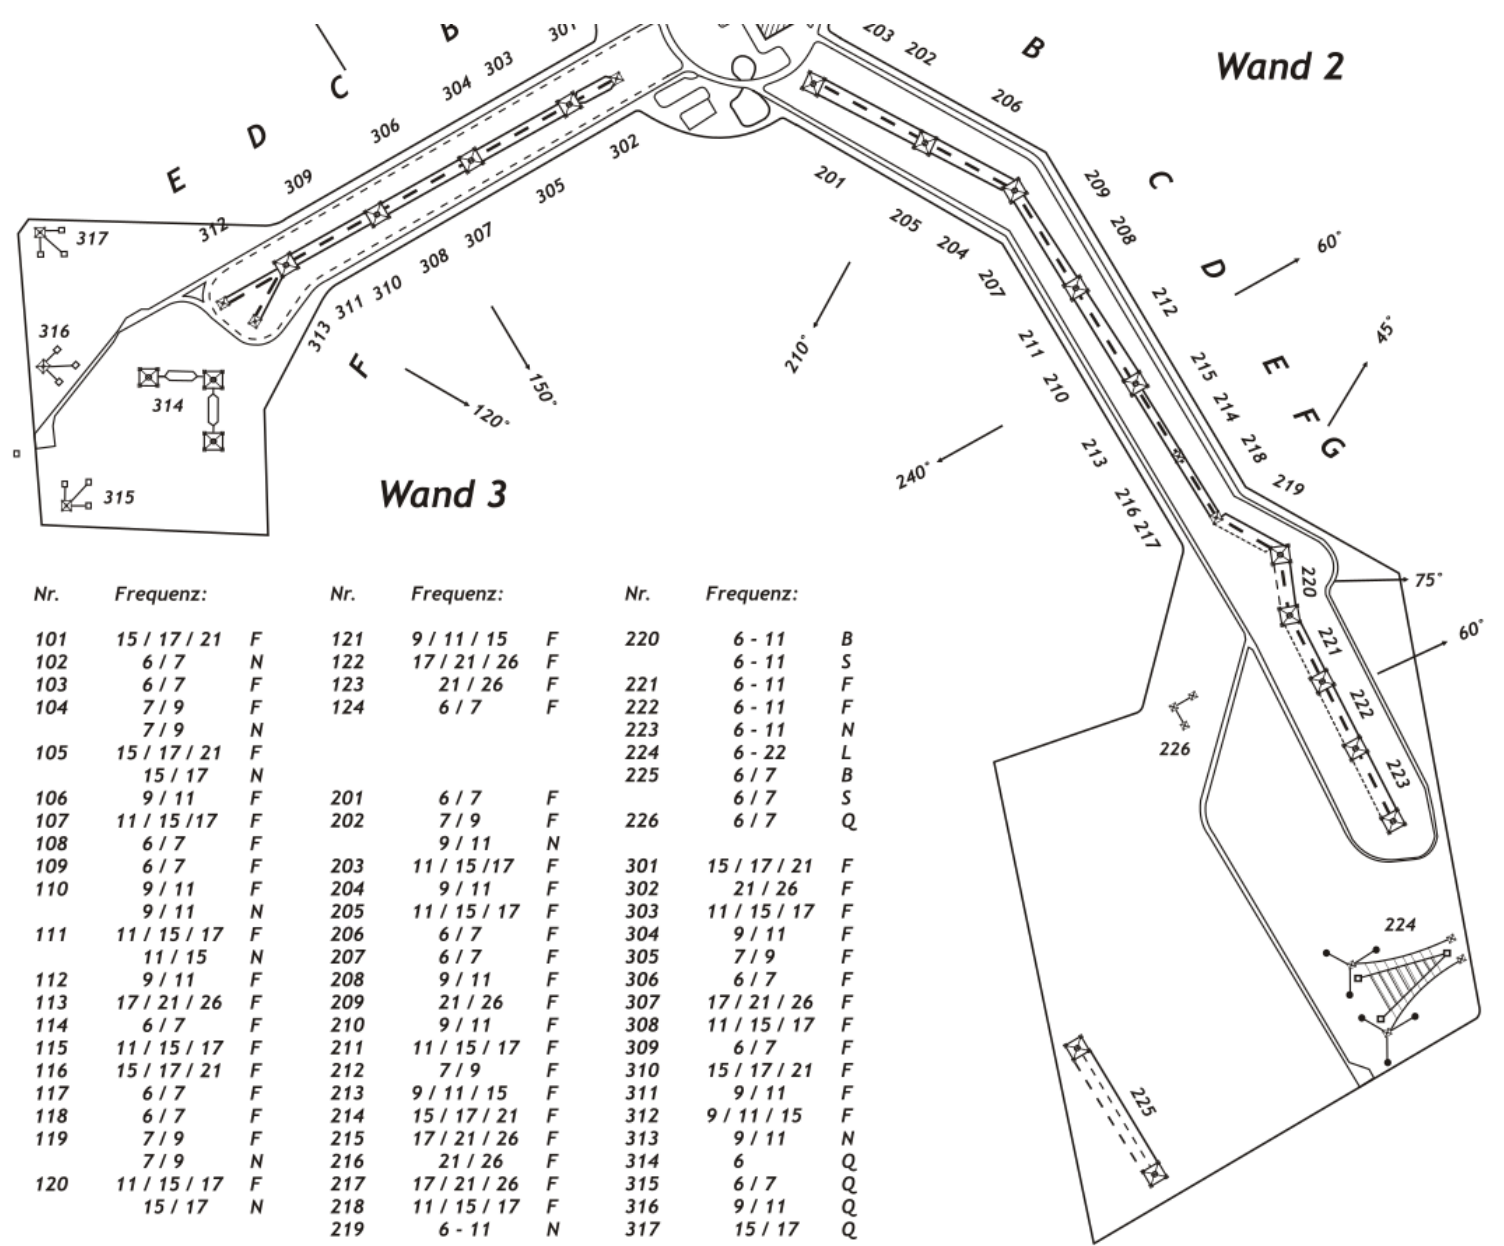 B
C
D
E
F
301
303
304
306
309
312
302
305
307
308
310
311
313
317
316
314
315
120°
150°
Wand 3
Wand 2
203
202
206
B
209
208
C
212
D
215
214
E
218
F
G
219
60°
45°
201
205
204
207
211
210
213
216
217
210°
240°
220
75°
221
60°
222
223
226
224
225
Nr. Frequenz: Nr. Frequenz: Nr. Frequenz:
101 15 / 17 / 21 F 121 9 / 11 / 15 F 220 6 - 11 B
102 6 / 7 N 122 17 / 21 / 26 F 6 - 11 S
103 6 / 7 F 123 21 / 26 F 221 6 - 11 F
104 7 / 9 F 124 6 / 7 F 222 6 - 11 F
7 / 9 N 223 6 - 11 N
105 15 / 17 / 21 F 224 6 - 22 L
15 / 17 N 225 6 / 7 B
106 9 / 11 F 201 6 / 7 F 6 / 7 S
107 11 / 15 /17 F 202 7 / 9 F 226 6 / 7 Q
108 6 / 7 F 9 / 11 N
109 6 / 7 F 203 11 / 15 /17 F 301 15 / 17 / 21 F
110 9 / 11 F 204 9 / 11 F 302 21 / 26 F
9 / 11 N 205 11 / 15 / 17 F 303 11 / 15 / 17 F
111 11 / 15 / 17 F 206 6 / 7 F 304 9 / 11 F
11 / 15 N 207 6 / 7 F 305 7 / 9 F
112 9 / 11 F 208 9 / 11 F 306 6 / 7 F
113 17 / 21 / 26 F 209 21 / 26 F 307 17 / 21 / 26 F
114 6 / 7 F 210 9 / 11 F 308 11 / 15 / 17 F
115 11 / 15 / 17 F 211 11 / 15 / 17 F 309 6 / 7 F
116 15 / 17 / 21 F 212 7 / 9 F 310 15 / 17 / 21 F
117 6 / 7 F 213 9 / 11 / 15 F 311 9 / 11 F
118 6 / 7 F 214 15 / 17 / 21 F 312 9 / 11 / 15 F
119 7 / 9 F 215 17 / 21 / 26 F 313 9 / 11 N
7 / 9 N 216 21 / 26 F 314 6 Q
120 11 / 15 / 17 F 217 17 / 21 / 26 F 315 6 / 7 Q
15 / 17 N 218 11 / 15 / 17 F 316 9 / 11 Q
219 6 - 11 N 317 15 / 17 Q